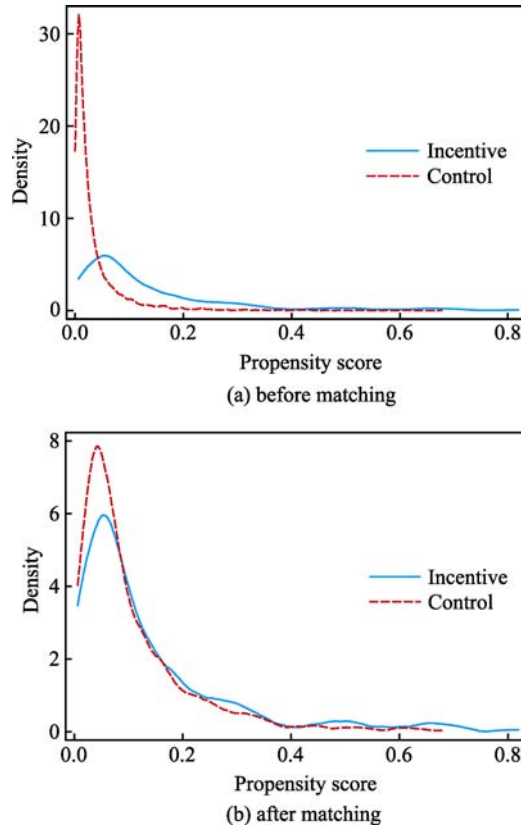 30
20
10
0
Density
Incentive
Control
0.0 0.2 0.4 0.6 0.8
Propensity score
(a) before matching
8
6
4
2
0
Density
Incentive
Control
0.0 0.2 0.4 0.6 0.8
Propensity score
(b) after matching